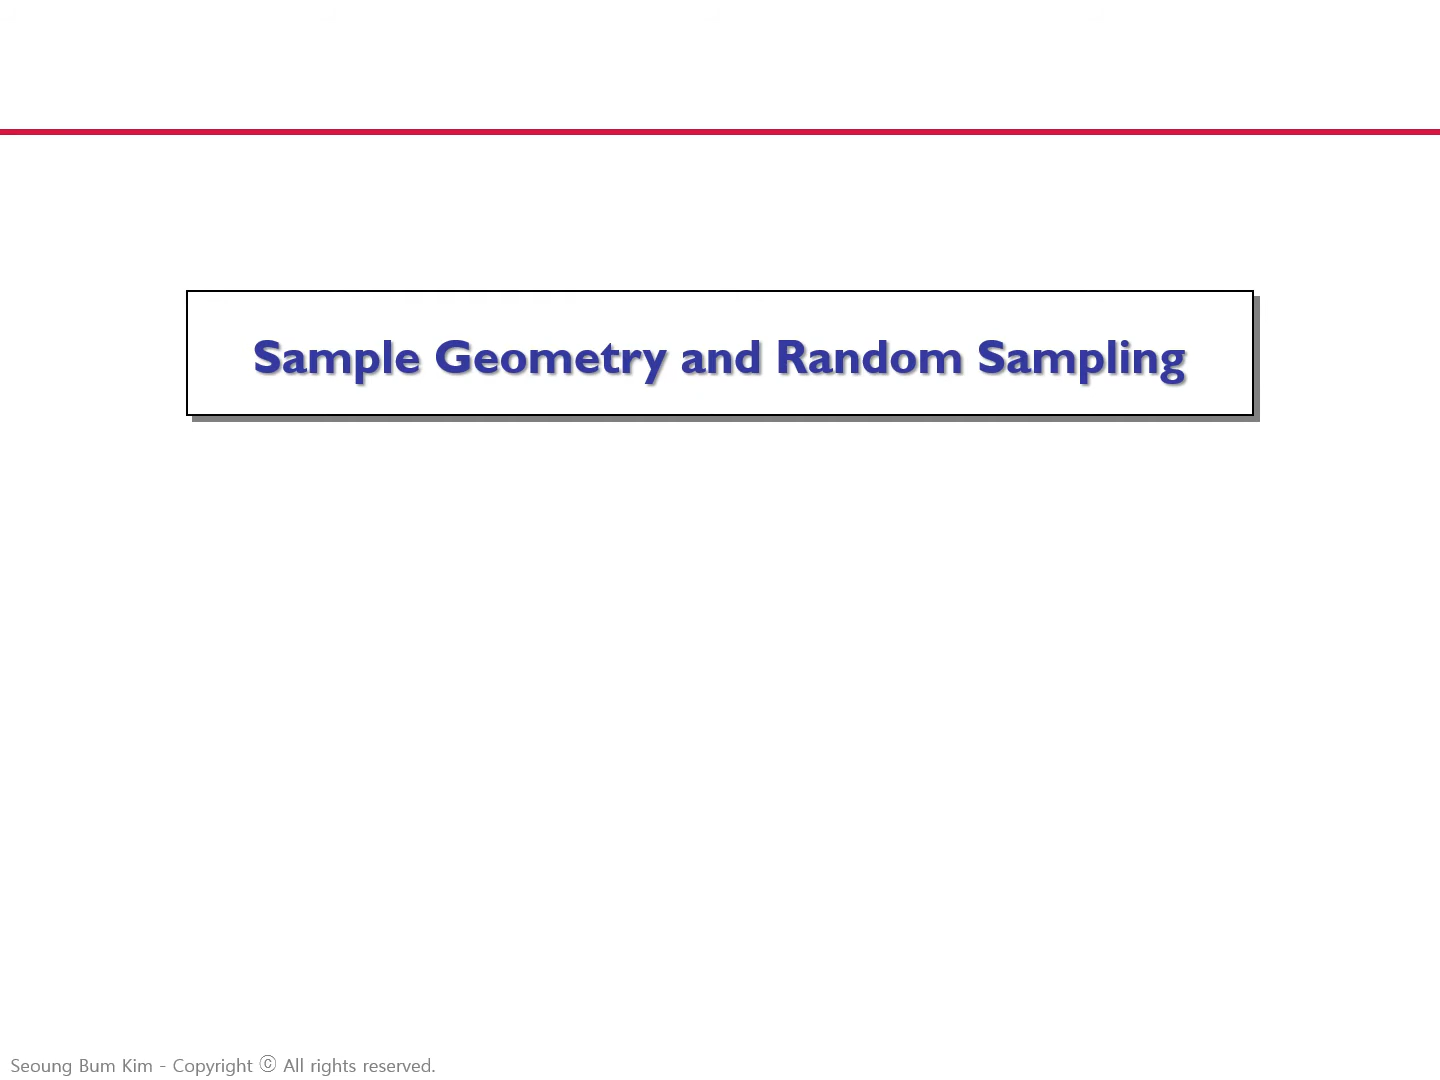 Sample Geometry and Random Sampling
Seoung Bum Kim - Copyright ⓒ All rights reserved.